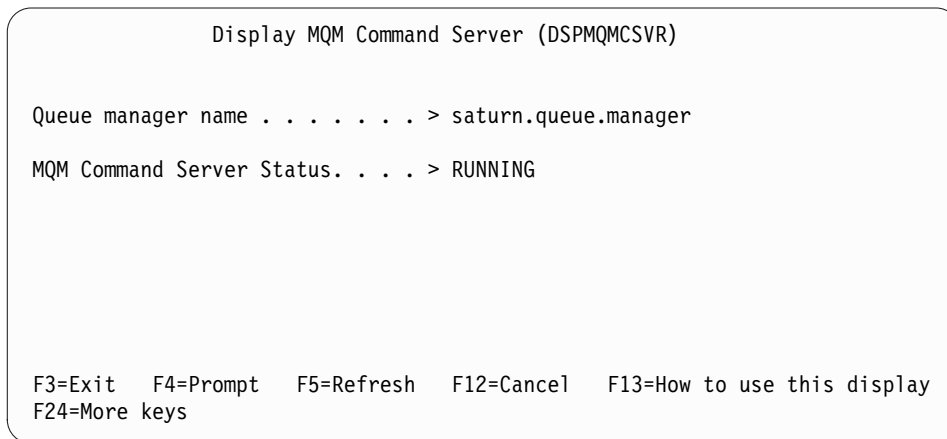 Display MQM Command Server (DSPMQMCSVR)
Queue manager name . . . . . . . > saturn.queue.manager
MQM Command Server Status. . . . > RUNNING
F3=Exit F4=Prompt F5=Refresh F12=Cancel F13=How to use this display
F24=More keys